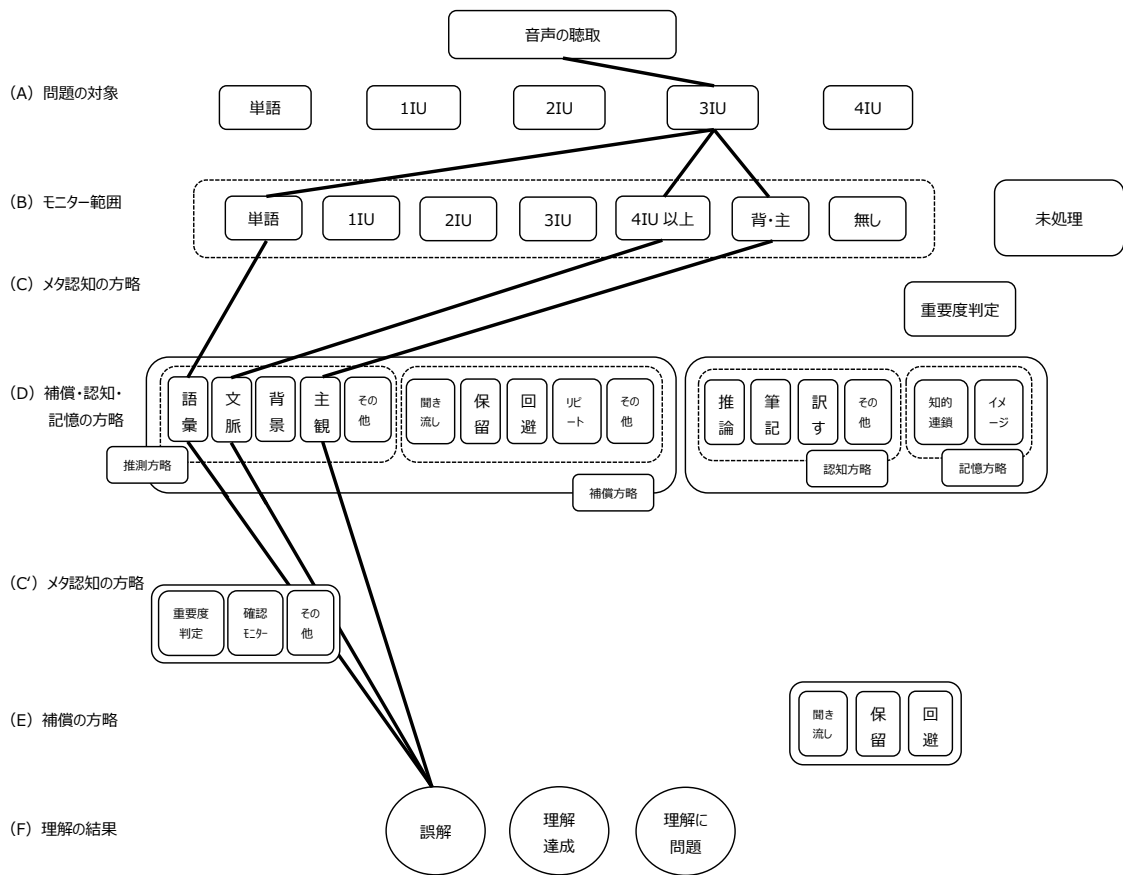 音声の聴取
(A) 問題の対象
単語
1IU
2IU
3IU
4IU
(B) モニター範囲
単語
1IU
2IU
3IU
4IU 以上
背・主
無し
未処理
(C) メタ認知の方略
重要度判定
(D) 補償・認知・
記憶の方略
語
彙
文
脈
背
景
主
観
その
他
聞き
流し
保
留
回
避
リピ
ート
その
他
推測方略
補償方略
推
論
筆
記
訳
す
その
他
知的
連鎖
イメ
ージ
認知方略
記憶方略
(C‘) メタ認知の方略
重要度
判定
確認
モニター
その
他
(E) 補償の方略
聞き
流し
保
留
回
避
(F) 理解の結果
誤解
理解
達成
理解に
問題